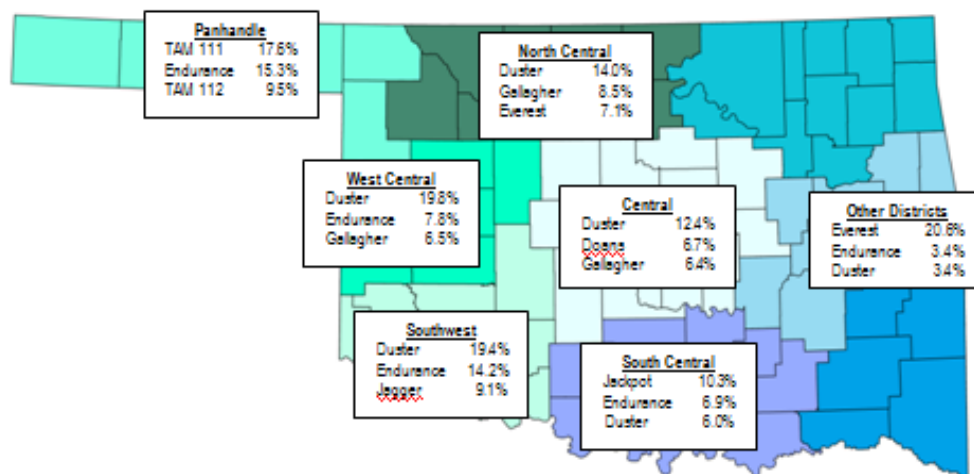 Panhandle
TAM 111 17.6%
Endurance 15.3%
TAM 112 9.5%
North Central
Duster 14.0%
Gallagher 8.5%
Everest 7.1%
West Central
Duster 19.8%
Endurance 7.8%
Gallagher 6.5%
Central
Duster 12.4%
Doans 6.7%
Gallagher 6.4%
Other Districts
Everest 20.6%
Endurance 3.4%
Duster 3.4%
Southwest
Duster 19.4%
Endurance 14.2%
Jagger 9.1%
South Central
Jackpot 10.3%
Endurance 6.9%
Duster 6.0%